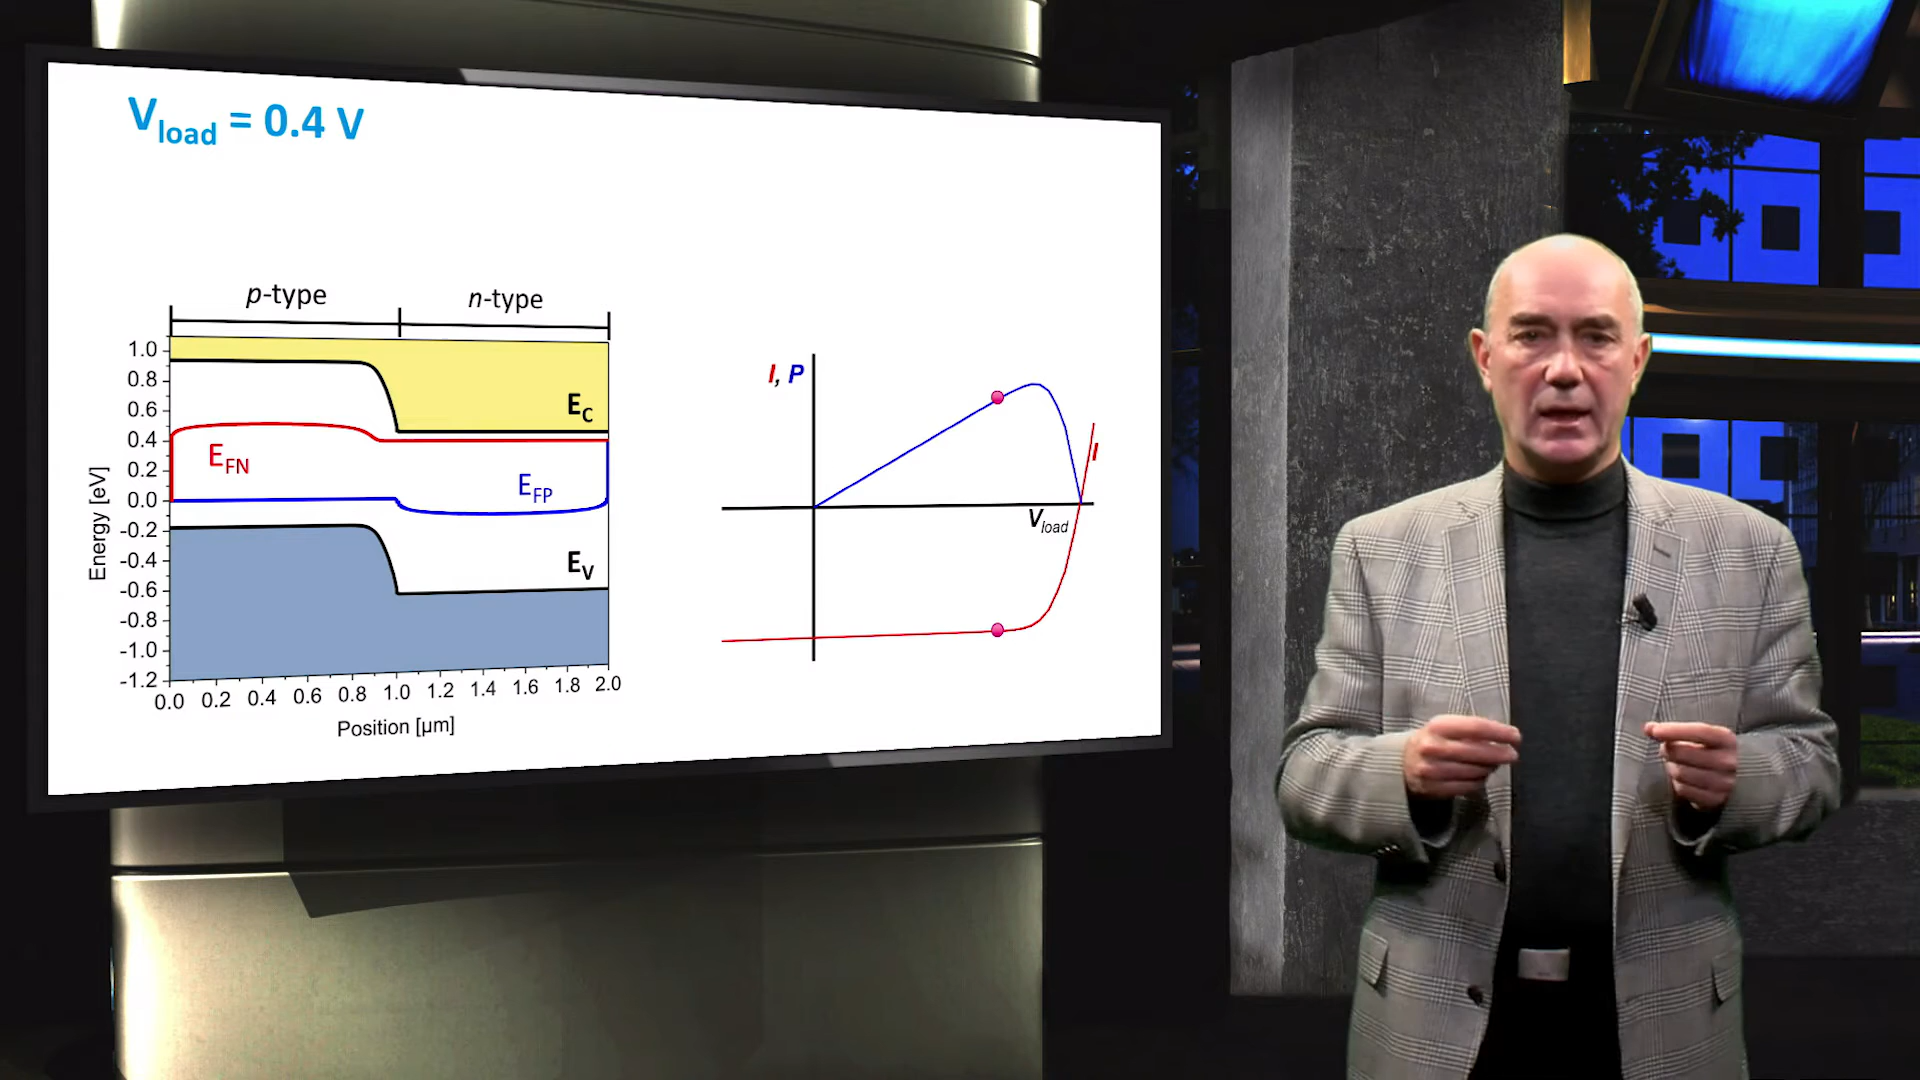 V_load = 0.4 V
p-type
n-type
1.0
0.8
0.6
0.4
0.2
0.0
-0.2
-0.4
-0.6
-0.8
-1.0
-1.2
Energy [eV]
E_C
E_FN
E_FP
E_V
0.0 0.2 0.4 0.6 0.8 1.0 1.2 1.4 1.6 1.8 2.0
Position [µm]
I, P
I
V_load